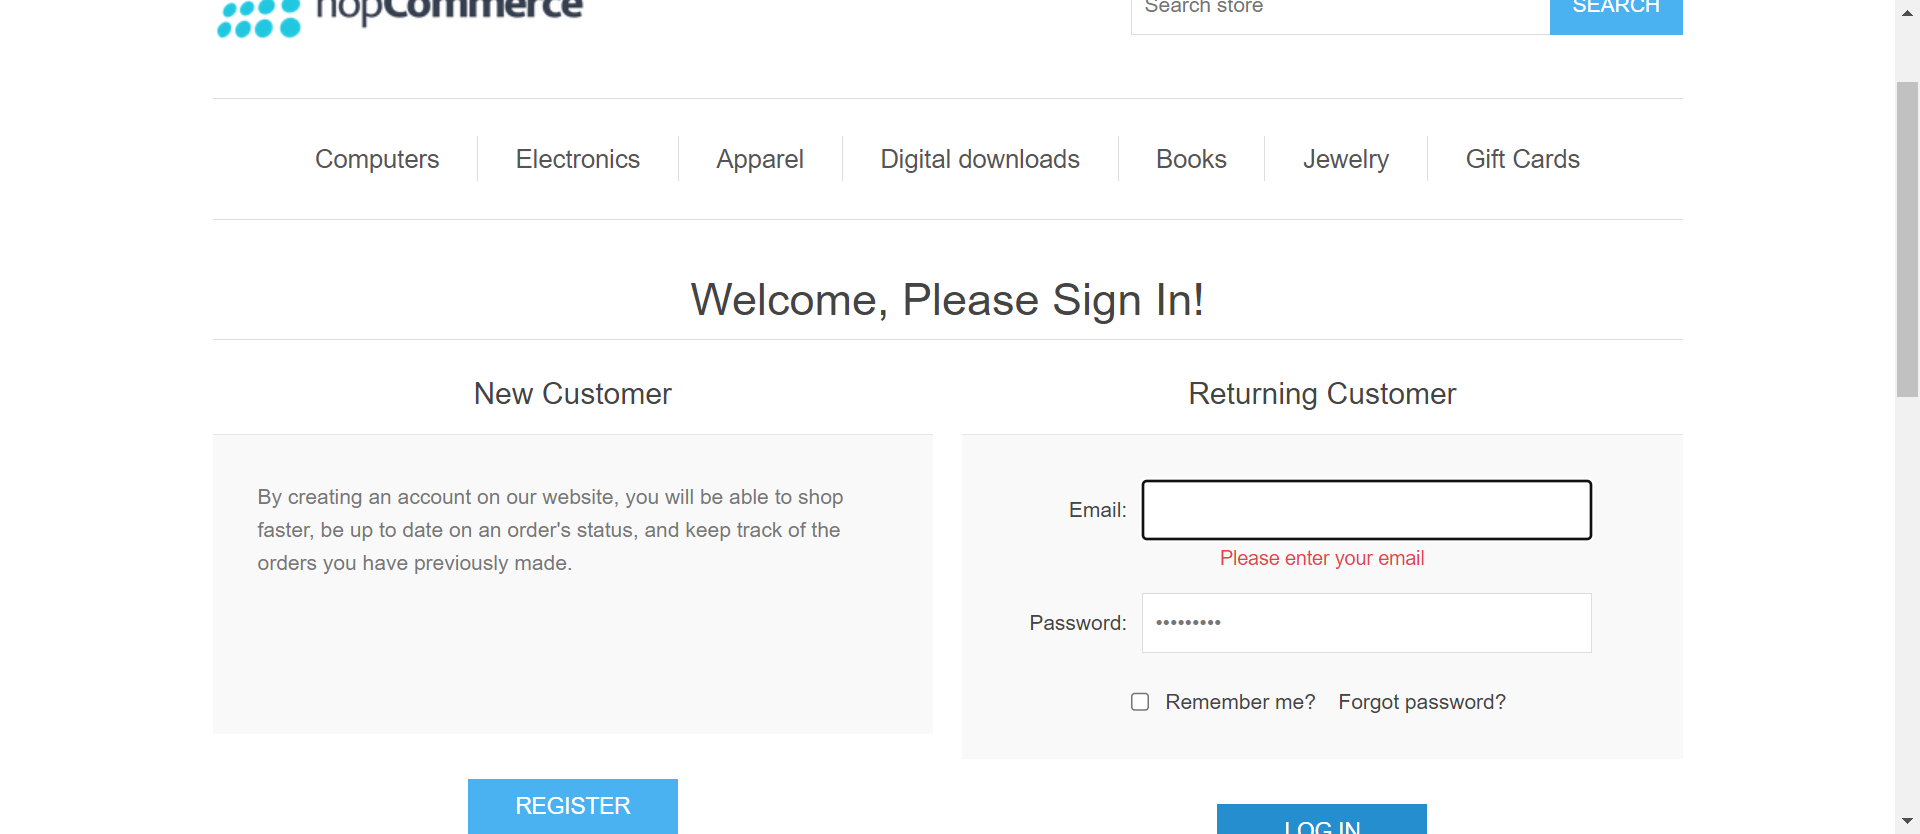 nopCommerce
Search store
SEARCH
Computers
Electronics
Apparel
Digital downloads
Books
Jewelry
Gift Cards
Welcome, Please Sign In!
New Customer
By creating an account on our website, you will be able to shop
faster, be up to date on an order's status, and keep track of the
orders you have previously made.
REGISTER
Returning Customer
Email:
Please enter your email
Password:
•••••••••
Remember me?
Forgot password?
LOG IN